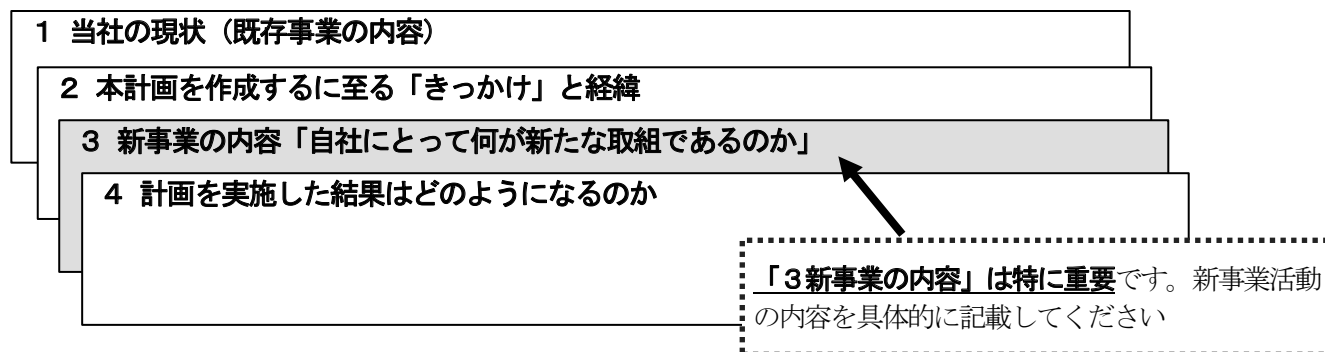 １ 当社の現状（既存事業の内容）
２ 本計画を作成するに至る「きっかけ」と経緯
３ 新事業の内容「自社にとって何が新たな取組であるのか」
４ 計画を実施した結果はどのようになるのか
「３新事業の内容」は特に重要です。新事業活動
の内容を具体的に記載してください